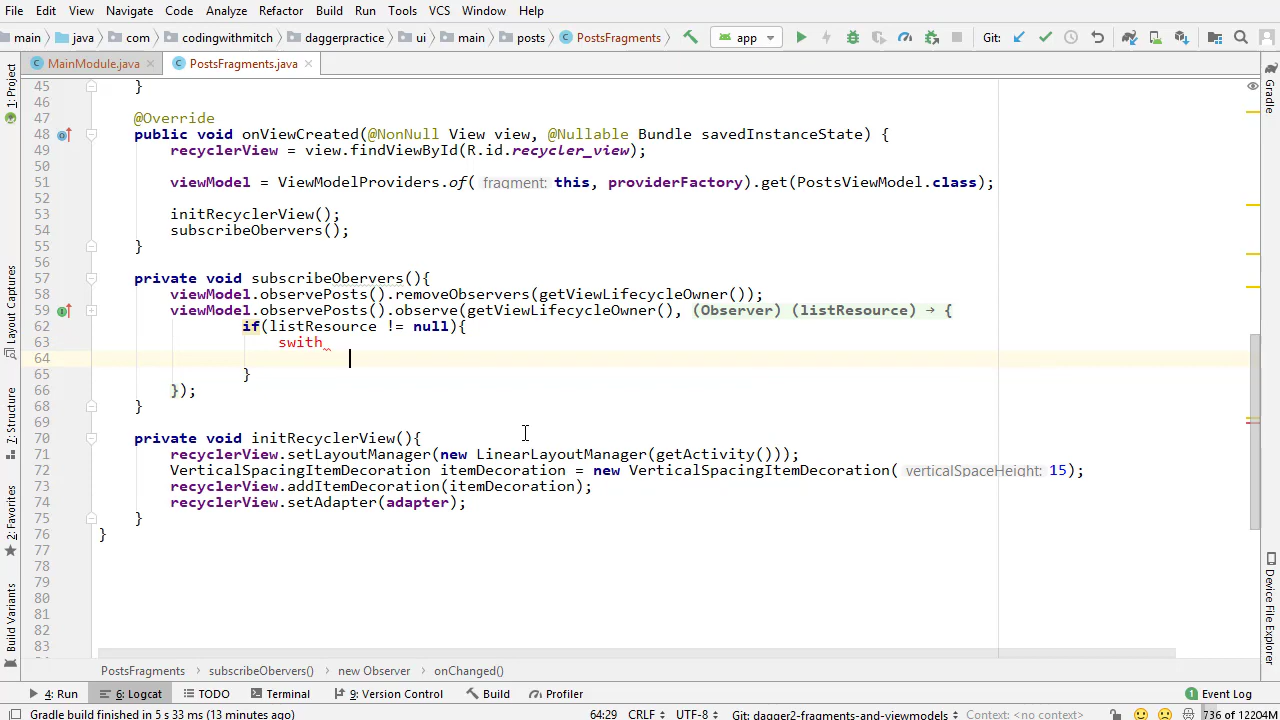 File Edit View Navigate Code Analyze Refactor Build Run Tools VCS Window Help
main java com codingwithmitch daggerpractice ui main posts PostsFragments app Git:
MainModule.java PostsFragments.java
45 }
46
47 @Override
48 public void onViewCreated(@NonNull View view, @Nullable Bundle savedInstanceState) {
49 recyclerView = view.findViewById(R.id.recycler_view);
50
51 viewModel = ViewModelProviders.of( fragment: this, providerFactory).get(PostsViewModel.class);
52
53 initRecyclerView();
54 subscribeObervers();
55 }
56
57 private void subscribeObervers(){
58 viewModel.observePosts().removeObservers(getViewLifecycleOwner());
59 viewModel.observePosts().observe(getViewLifecycleOwner(), (Observer) (listResource) → {
62 if(listResource != null){
63 swith
64
65 }
66 });
68 }
69
70 private void initRecyclerView(){
71 recyclerView.setLayoutManager(new LinearLayoutManager(getActivity()));
72 VerticalSpacingItemDecoration itemDecoration = new VerticalSpacingItemDecoration( verticalSpaceHeight: 15);
73 recyclerView.addItemDecoration(itemDecoration);
74 recyclerView.setAdapter(adapter);
75 }
76 }
77
78
79
80
81
82
83
1: Project
Layout Captures
7: Structure
2: Favorites
Build Variants
Gradle
Device File Explorer
PostsFragments subscribeObervers() new Observer onChanged()
4: Run 6: Logcat TODO Terminal 9: Version Control Build Profiler 1 Event Log
Gradle build finished in 5 s 33 ms (13 minutes ago) 64:29 CRLF UTF-8 Git: dagger2-fragments-and-viewmodels Context: <no context> 736 of 12204M